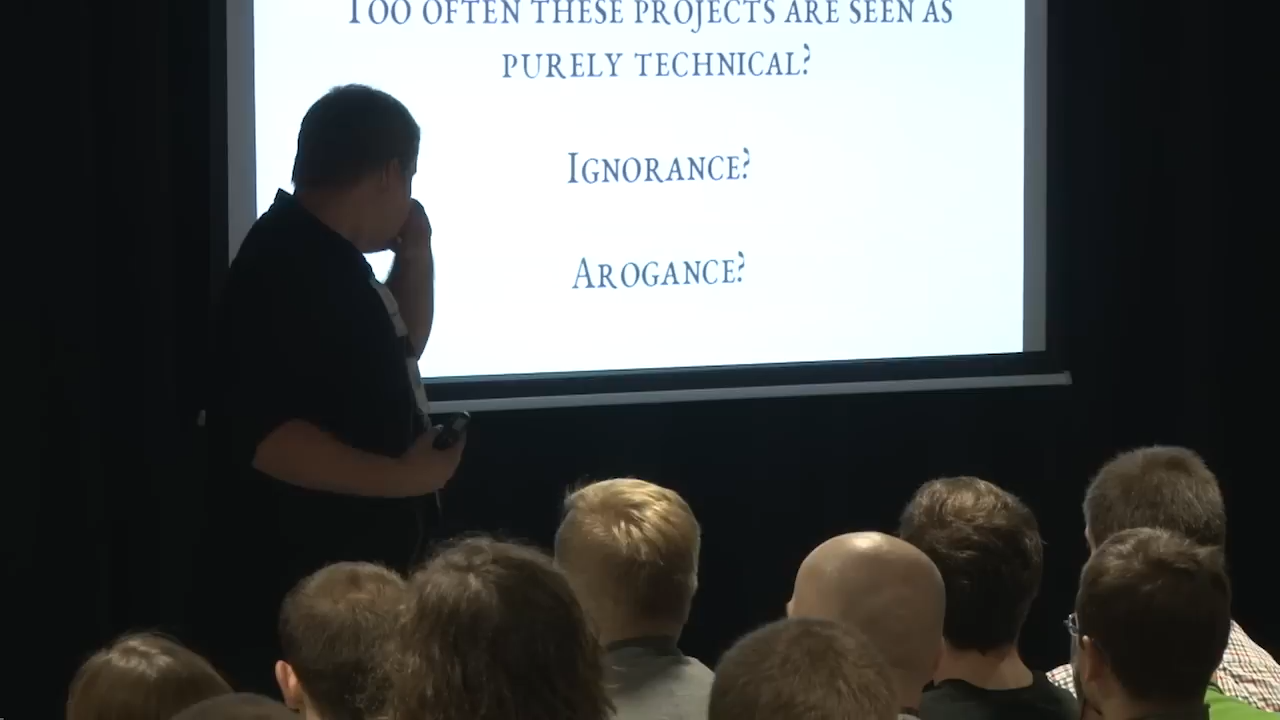 Too often these projects are seen as
purely technical?
Ignorance?
Arogance?